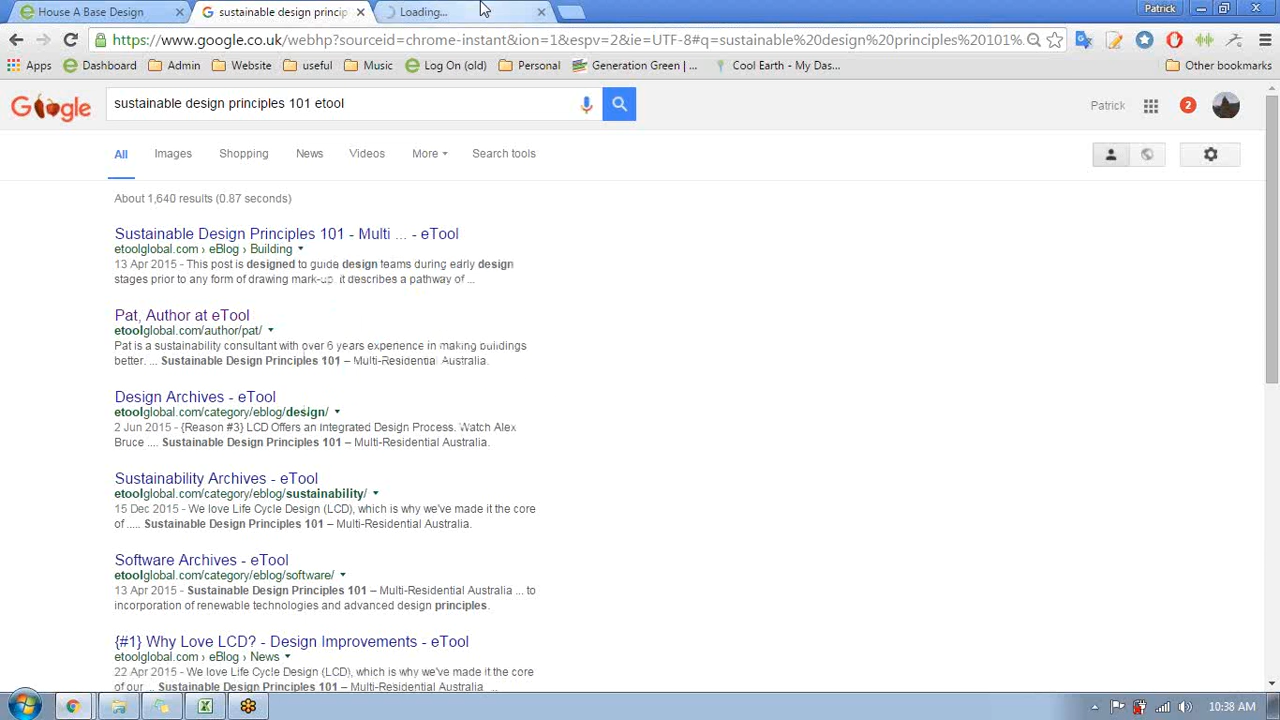 House A Base Design
sustainable design princip
Loading...
Patrick
https://www.google.co.uk/webhp?sourceid=chrome-instant&ion=1&espv=2&ie=UTF-8#q=sustainable%20design%20principles%20101%
Apps
Dashboard
Admin
Website
useful
Music
Log On (old)
Personal
Generation Green | ...
Cool Earth - My Das...
Other bookmarks
Google
sustainable design principles 101 etool
Patrick
2
All
Images
Shopping
News
Videos
More
Search tools
About 1,640 results (0.87 seconds)
Sustainable Design Principles 101 - Multi ... - eTool
etoolglobal.com › eBlog › Building
13 Apr 2015 - This post is designed to guide design teams during early design
stages prior to any form of drawing mark-up. it describes a pathway of ...
Pat, Author at eTool
etoolglobal.com/author/pat/
Pat is a sustainability consultant with over 6 years experience in making buildings
better. ... Sustainable Design Principles 101 – Multi-Residential Australia.
Design Archives - eTool
etoolglobal.com/category/eblog/design/
2 Jun 2015 - {Reason #3} LCD Offers an Integrated Design Process. Watch Alex
Bruce .... Sustainable Design Principles 101 – Multi-Residential Australia.
Sustainability Archives - eTool
etoolglobal.com/category/eblog/sustainability/
15 Dec 2015 - We love Life Cycle Design (LCD), which is why we've made it the core
of ..... Sustainable Design Principles 101 – Multi-Residential Australia.
Software Archives - eTool
etoolglobal.com/category/eblog/software/
13 Apr 2015 - Sustainable Design Principles 101 – Multi-Residential Australia ... to
incorporation of renewable technologies and advanced design principles.
{#1} Why Love LCD? - Design Improvements - eTool
etoolglobal.com › eBlog › News
22 Apr 2015 - We love Life Cycle Design (LCD), which is why we've made it the core
of our ... Sustainable Design Principles 101 – Multi-Residential Australia.
10:38 AM